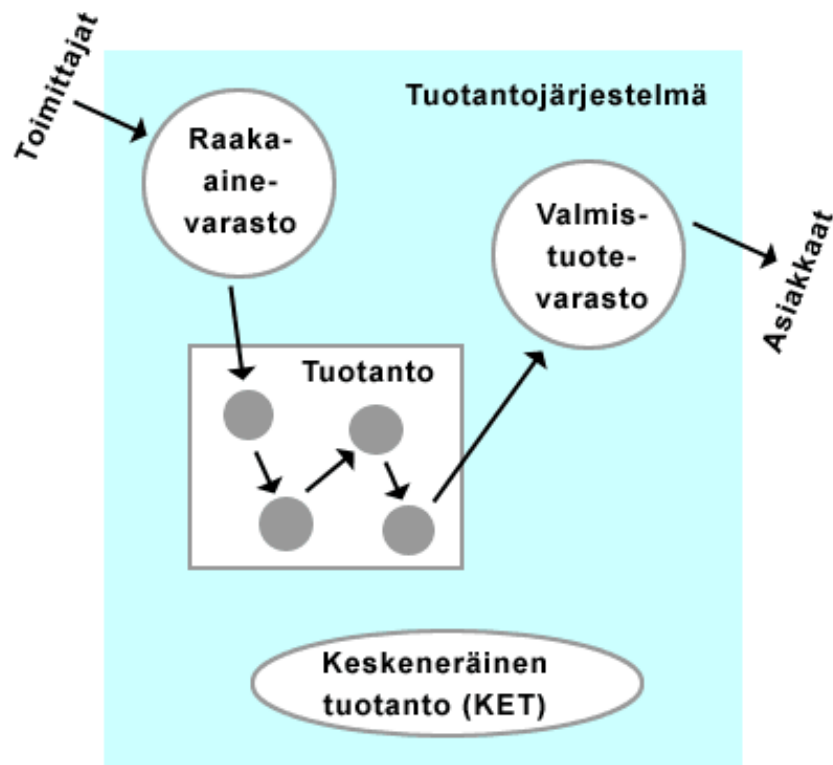 Toimittajat
Tuotantojärjestelmä
Raaka-
aine-
varasto
Valmis-
tuote-
varasto
Asiakkaat
Tuotanto
Keskeneräinen
tuotanto (KET)